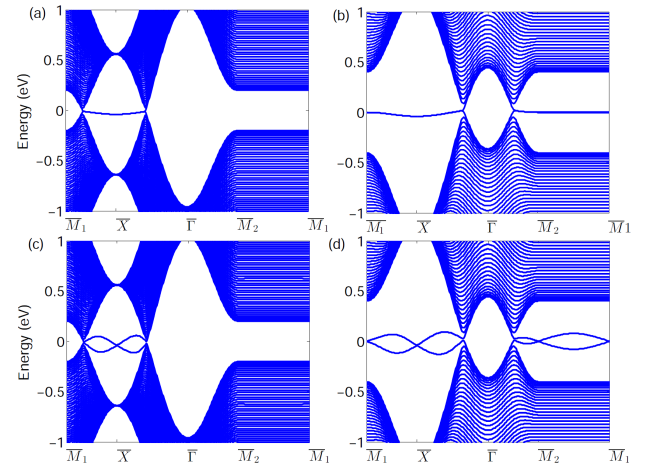 (a) (b)
1 1
0.5 0.5
0 0
−0.5 −0.5
−1 −1
Energy (eV)
M̅₁ X̅ Γ̅ M̅₂ M̅₁ M̅₁ X̅ Γ̅ M̅₂ M̅1
(c) (d)
1 1
0.5 0.5
0 0
−0.5 −0.5
−1 −1
Energy (eV)
M̅₁ X̅ Γ̅ M̅₂ M̅₁ M̅₁ X̅ Γ̅ M̅₂ M̅₁